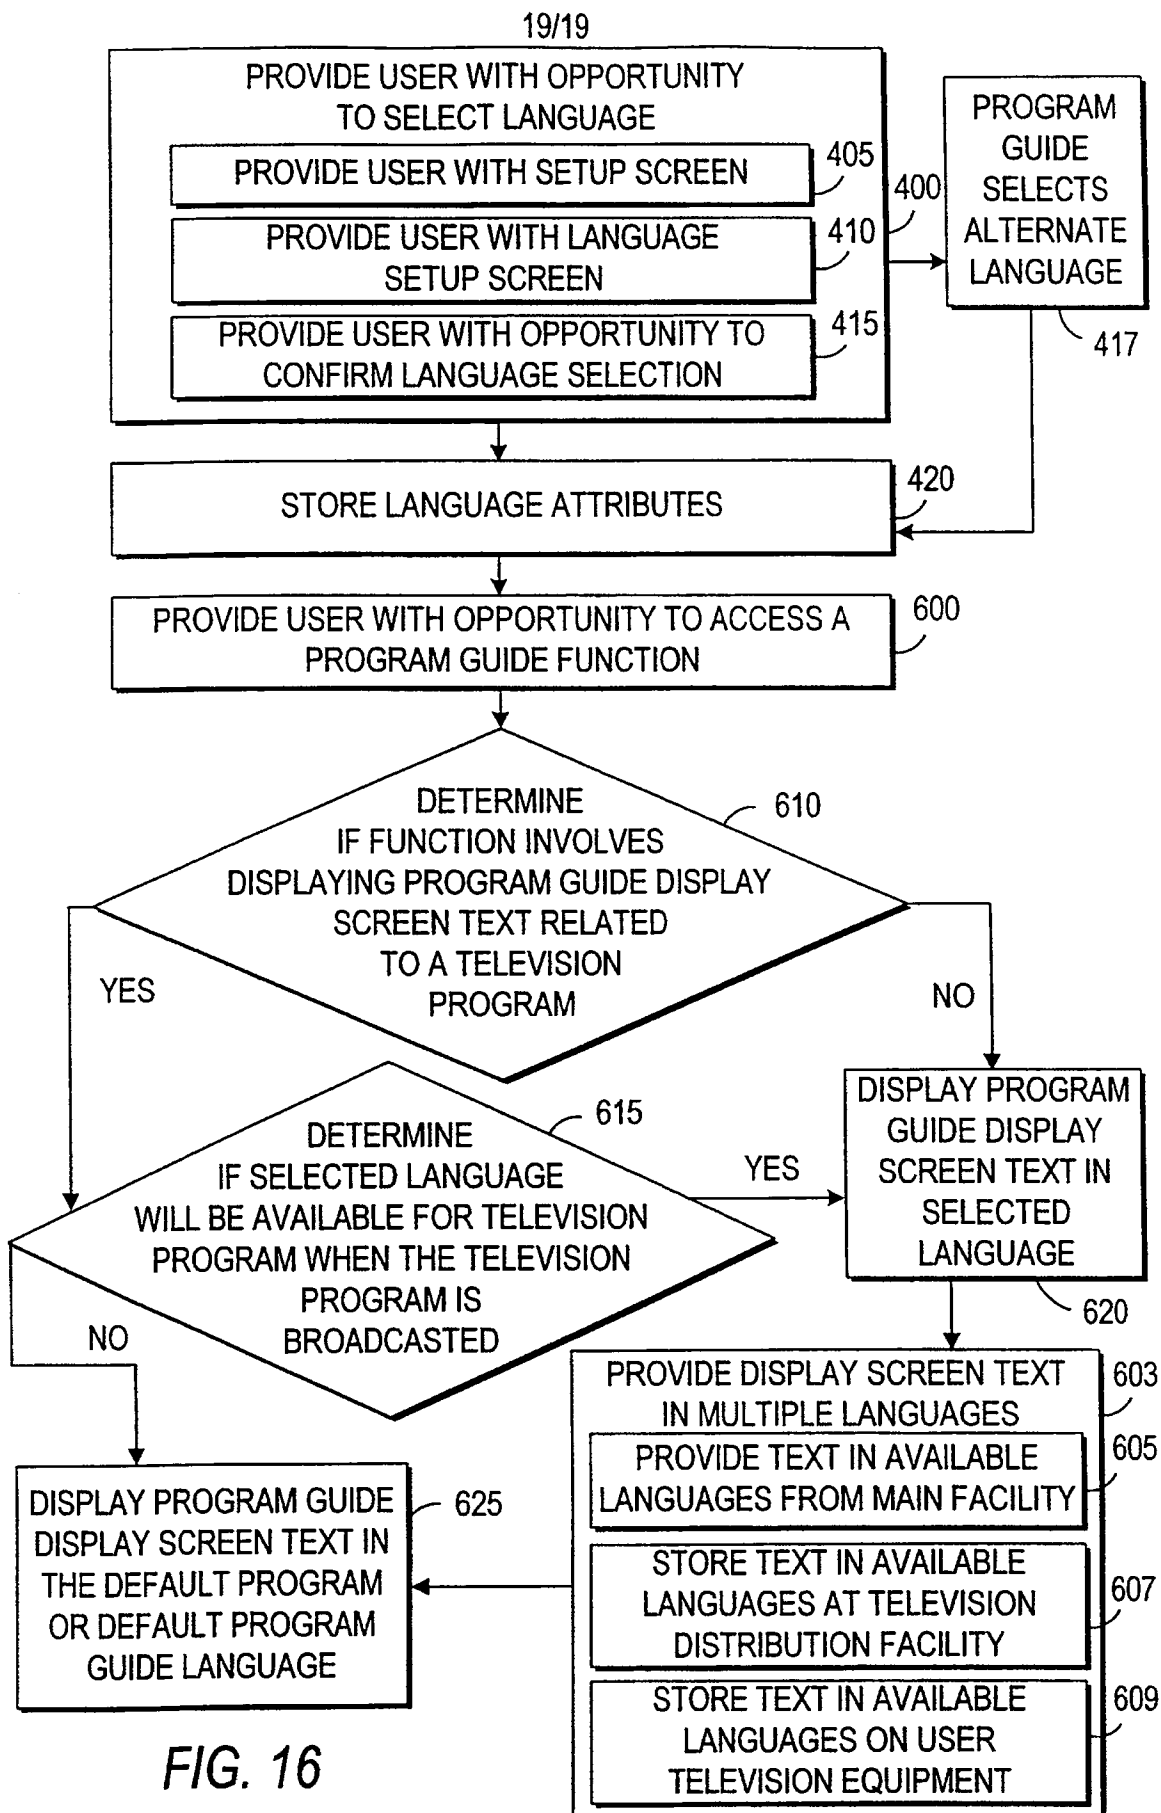 19/19
PROVIDE USER WITH OPPORTUNITY
TO SELECT LANGUAGE
PROVIDE USER WITH SETUP SCREEN
405
PROVIDE USER WITH LANGUAGE
SETUP SCREEN
410
PROVIDE USER WITH OPPORTUNITY TO
CONFIRM LANGUAGE SELECTION
415
400
PROGRAM
GUIDE
SELECTS
ALTERNATE
LANGUAGE
417
STORE LANGUAGE ATTRIBUTES
420
PROVIDE USER WITH OPPORTUNITY TO ACCESS A
PROGRAM GUIDE FUNCTION
600
DETERMINE
IF FUNCTION INVOLVES
DISPLAYING PROGRAM GUIDE DISPLAY
SCREEN TEXT RELATED
TO A TELEVISION
PROGRAM
610
YES
NO
DETERMINE
IF SELECTED LANGUAGE
WILL BE AVAILABLE FOR TELEVISION
PROGRAM WHEN THE TELEVISION
PROGRAM IS
BROADCASTED
615
YES
NO
DISPLAY PROGRAM
GUIDE DISPLAY
SCREEN TEXT IN
SELECTED
LANGUAGE
620
PROVIDE DISPLAY SCREEN TEXT
IN MULTIPLE LANGUAGES
603
PROVIDE TEXT IN AVAILABLE
LANGUAGES FROM MAIN FACILITY
605
STORE TEXT IN AVAILABLE
LANGUAGES AT TELEVISION
DISTRIBUTION FACILITY
607
STORE TEXT IN AVAILABLE
LANGUAGES ON USER
TELEVISION EQUIPMENT
609
DISPLAY PROGRAM GUIDE
DISPLAY SCREEN TEXT IN
THE DEFAULT PROGRAM
OR DEFAULT PROGRAM
GUIDE LANGUAGE
625
FIG. 16